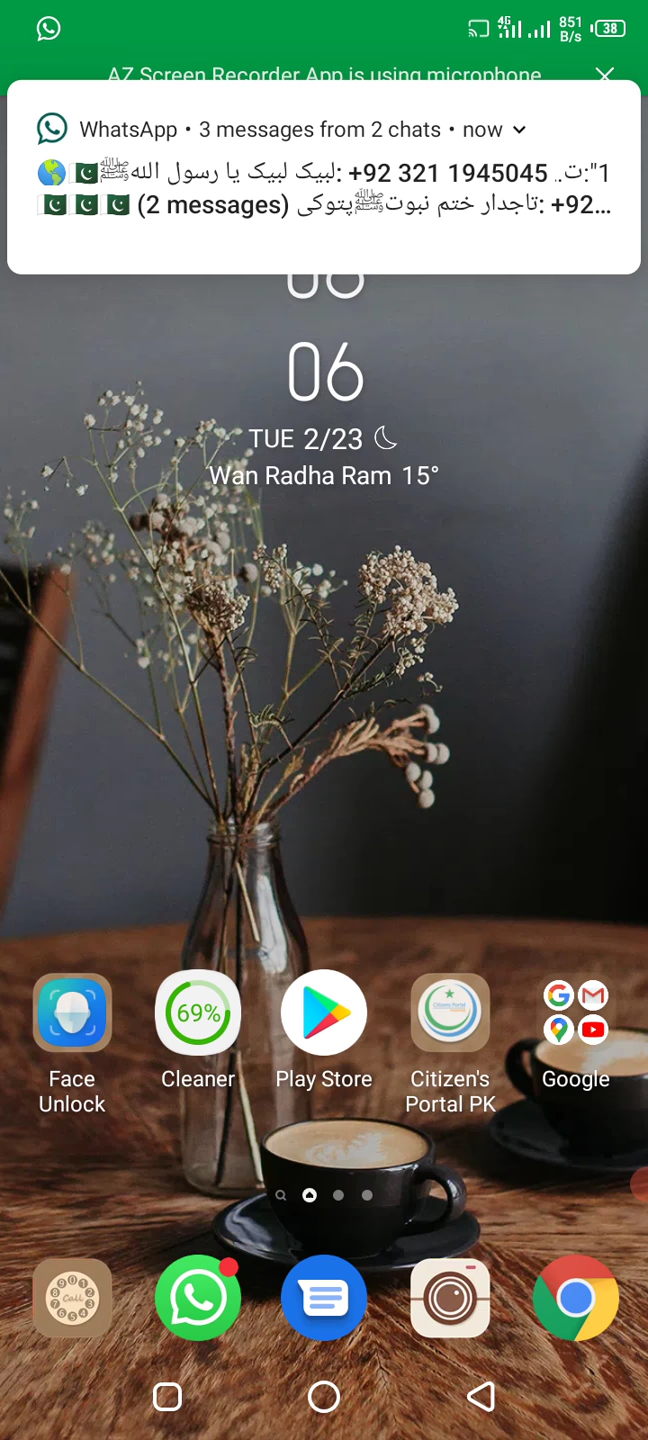 851
B/s
4G
38
AZ Screen Recorder App is using microphone
WhatsApp • 3 messages from 2 chats • now
1":ت.. ‎+92 321 1945045: لبیک لبیک یا رسول اللهﷺ🇵🇰🌎
+92...: تاجدار ختم نبوتﷺپتوکی (2 messages) 🇵🇰 🇵🇰 🇵🇰
06
TUE 2/23
Wan Radha Ram 15°
69%
Face Unlock
Cleaner
Play Store
Citizen's Portal PK
Google
Call